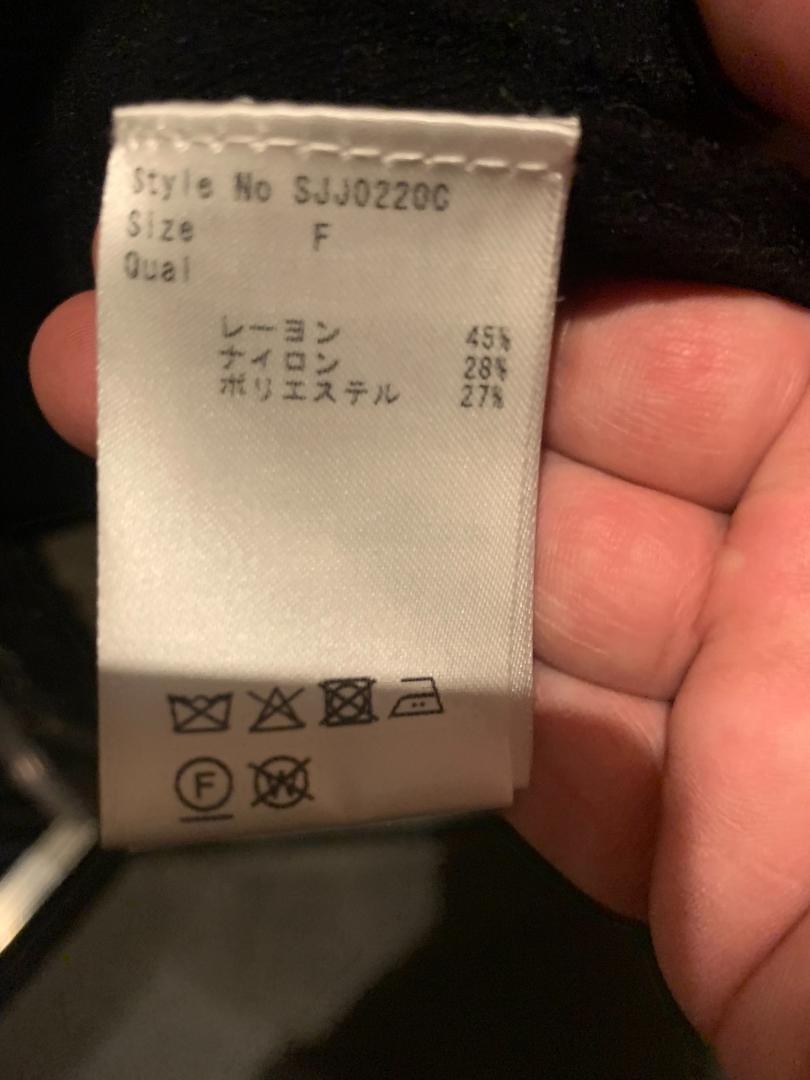 Style No SJJ0220C
Size F
Qual
レーヨン 45%
ナイロン 28%
ポリエステル 27%
F
W